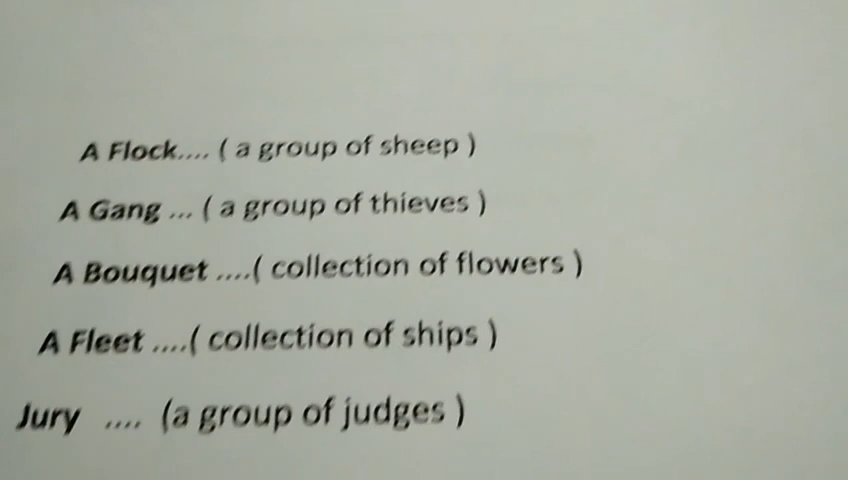 A Flock.... ( a group of sheep )
A Gang ... ( a group of thieves )
A Bouquet ....( collection of flowers )
A Fleet ....( collection of ships )
Jury .... (a group of judges )